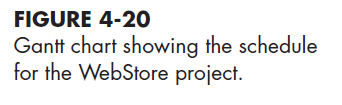 FIGURE 4-20
Gantt chart showing the schedule
for the WebStore project.